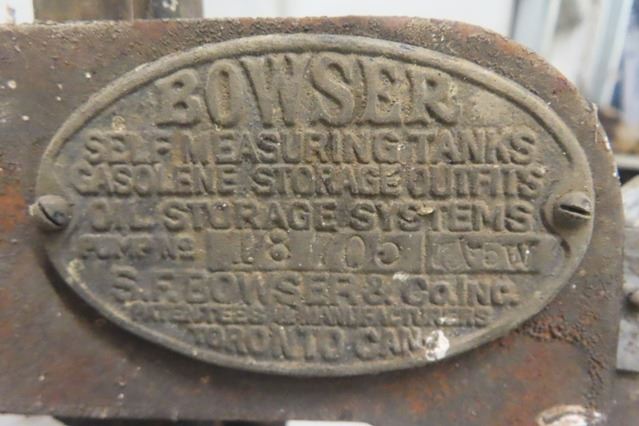 BOWSER
SELF MEASURING TANKS
GASOLENE STORAGE OUTFITS
OIL STORAGE SYSTEMS
PUMP NO
S.F. BOWSER & CO. INC.
PATENTEES & MANUFACTURERS
TORONTO CAN.